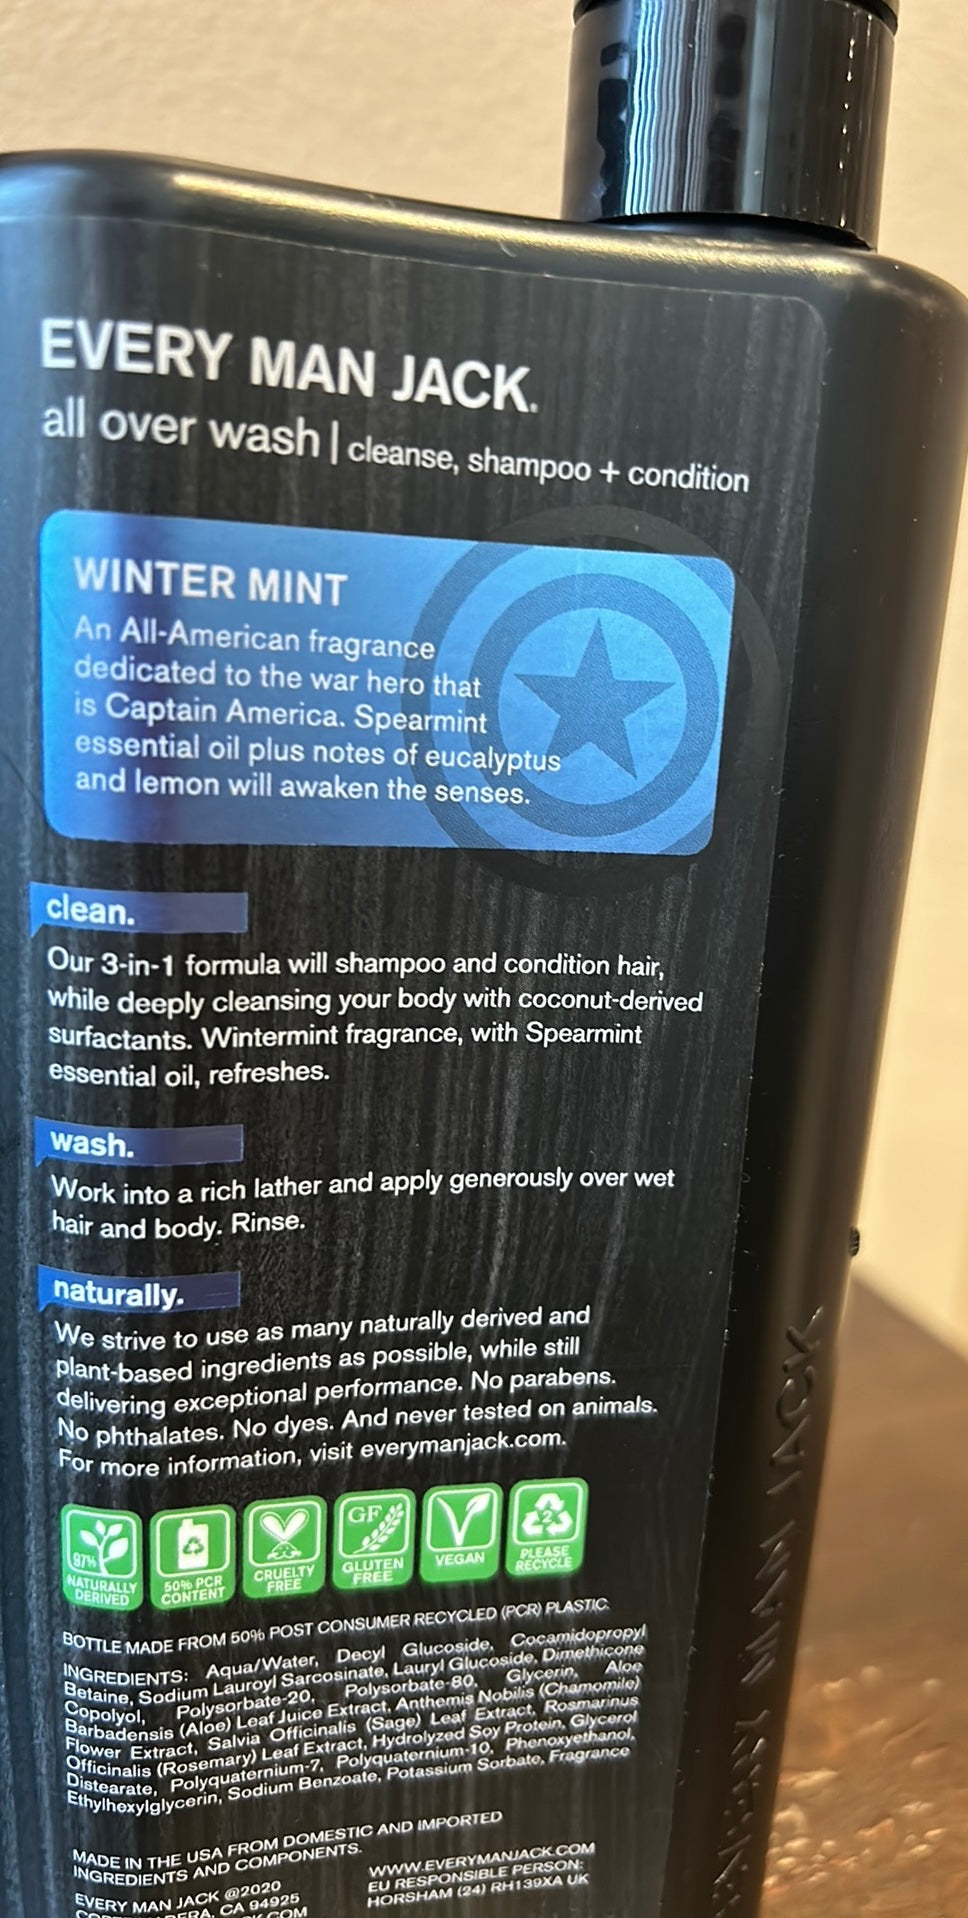 EVERY MAN JACK.
all over wash | cleanse, shampoo + condition
WINTER MINT
An All-American fragrance
dedicated to the war hero that
is Captain America. Spearmint
essential oil plus notes of eucalyptus
and lemon will awaken the senses.
clean.
Our 3-in-1 formula will shampoo and condition hair,
while deeply cleansing your body with coconut-derived
surfactants. Wintermint fragrance, with Spearmint
essential oil, refreshes.
wash.
Work into a rich lather and apply generously over wet
hair and body. Rinse.
naturally.
We strive to use as many naturally derived and
plant-based ingredients as possible, while still
delivering exceptional performance. No parabens.
No phthalates. No dyes. And never tested on animals.
For more information, visit everymanjack.com.
97%
NATURALLY
DERIVED
50% PCR
CONTENT
CRUELTY
FREE
GF
GLUTEN
FREE
VEGAN
2
PLEASE
RECYCLE
BOTTLE MADE FROM 50% POST CONSUMER RECYCLED (PCR) PLASTIC.
INGREDIENTS: Aqua/Water, Decyl Glucoside, Cocamidopropyl
Betaine, Sodium Lauroyl Sarcosinate, Lauryl Glucoside, Dimethicone
Copolyol, Polysorbate-20, Polysorbate-80, Glycerin, Aloe
Barbadensis (Aloe) Leaf Juice Extract, Anthemis Nobilis (Chamomile)
Flower Extract, Salvia Officinalis (Sage) Leaf Extract, Rosmarinus
Officinalis (Rosemary) Leaf Extract, Hydrolyzed Soy Protein, Glycerol
Distearate, Polyquaternium-7, Polyquaternium-10, Phenoxyethanol,
Ethylhexylglycerin, Sodium Benzoate, Potassium Sorbate, Fragrance
MADE IN THE USA FROM DOMESTIC AND IMPORTED
INGREDIENTS AND COMPONENTS.
EVERY MAN JACK @2020
CA 94925
WWW.EVERYMANJACK.COM
EU RESPONSIBLE PERSON:
HORSHAM (24) RH139XA UK
MAN JACK